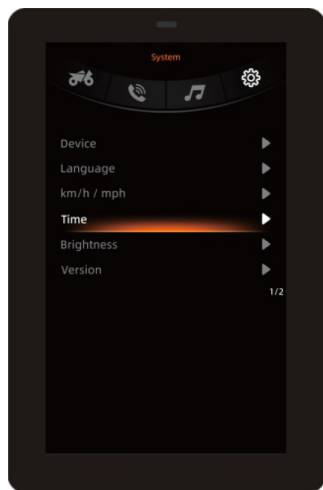 System
Device
Language
km/h / mph
Time
Brightness
Version
1/2